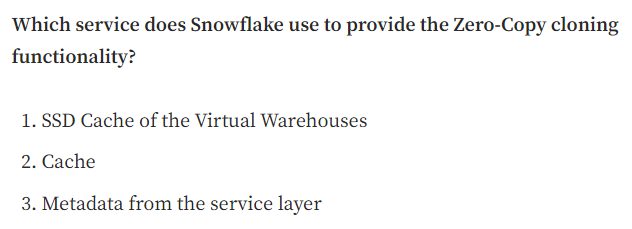 Which service does Snowflake use to provide the Zero-Copy cloning
functionality?
1. SSD Cache of the Virtual Warehouses
2. Cache
3. Metadata from the service layer